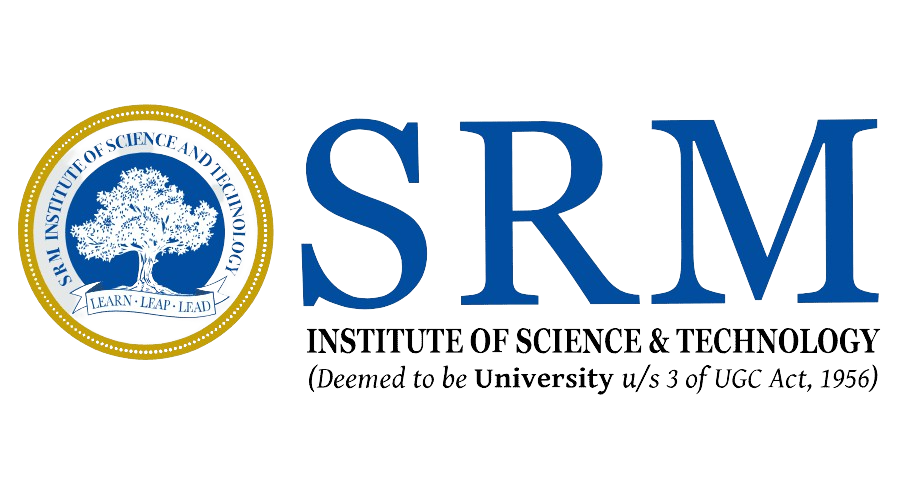 SRM INSTITUTE OF SCIENCE AND TECHNOLOGY
LEARN · LEAP · LEAD
SRM
INSTITUTE OF SCIENCE & TECHNOLOGY
(Deemed to be University u/s 3 of UGC Act, 1956)